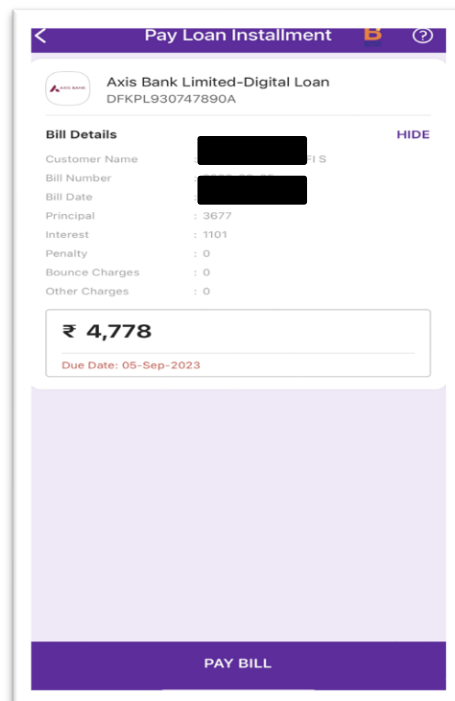 Pay Loan Installment B ?
AXIS BANK
Axis Bank Limited-Digital Loan
DFKPL930747890A
Bill Details HIDE
Customer Name : FI S
Bill Number :
Bill Date :
Principal : 3677
Interest : 1101
Penalty : 0
Bounce Charges : 0
Other Charges : 0
₹ 4,778
Due Date: 05-Sep-2023
PAY BILL